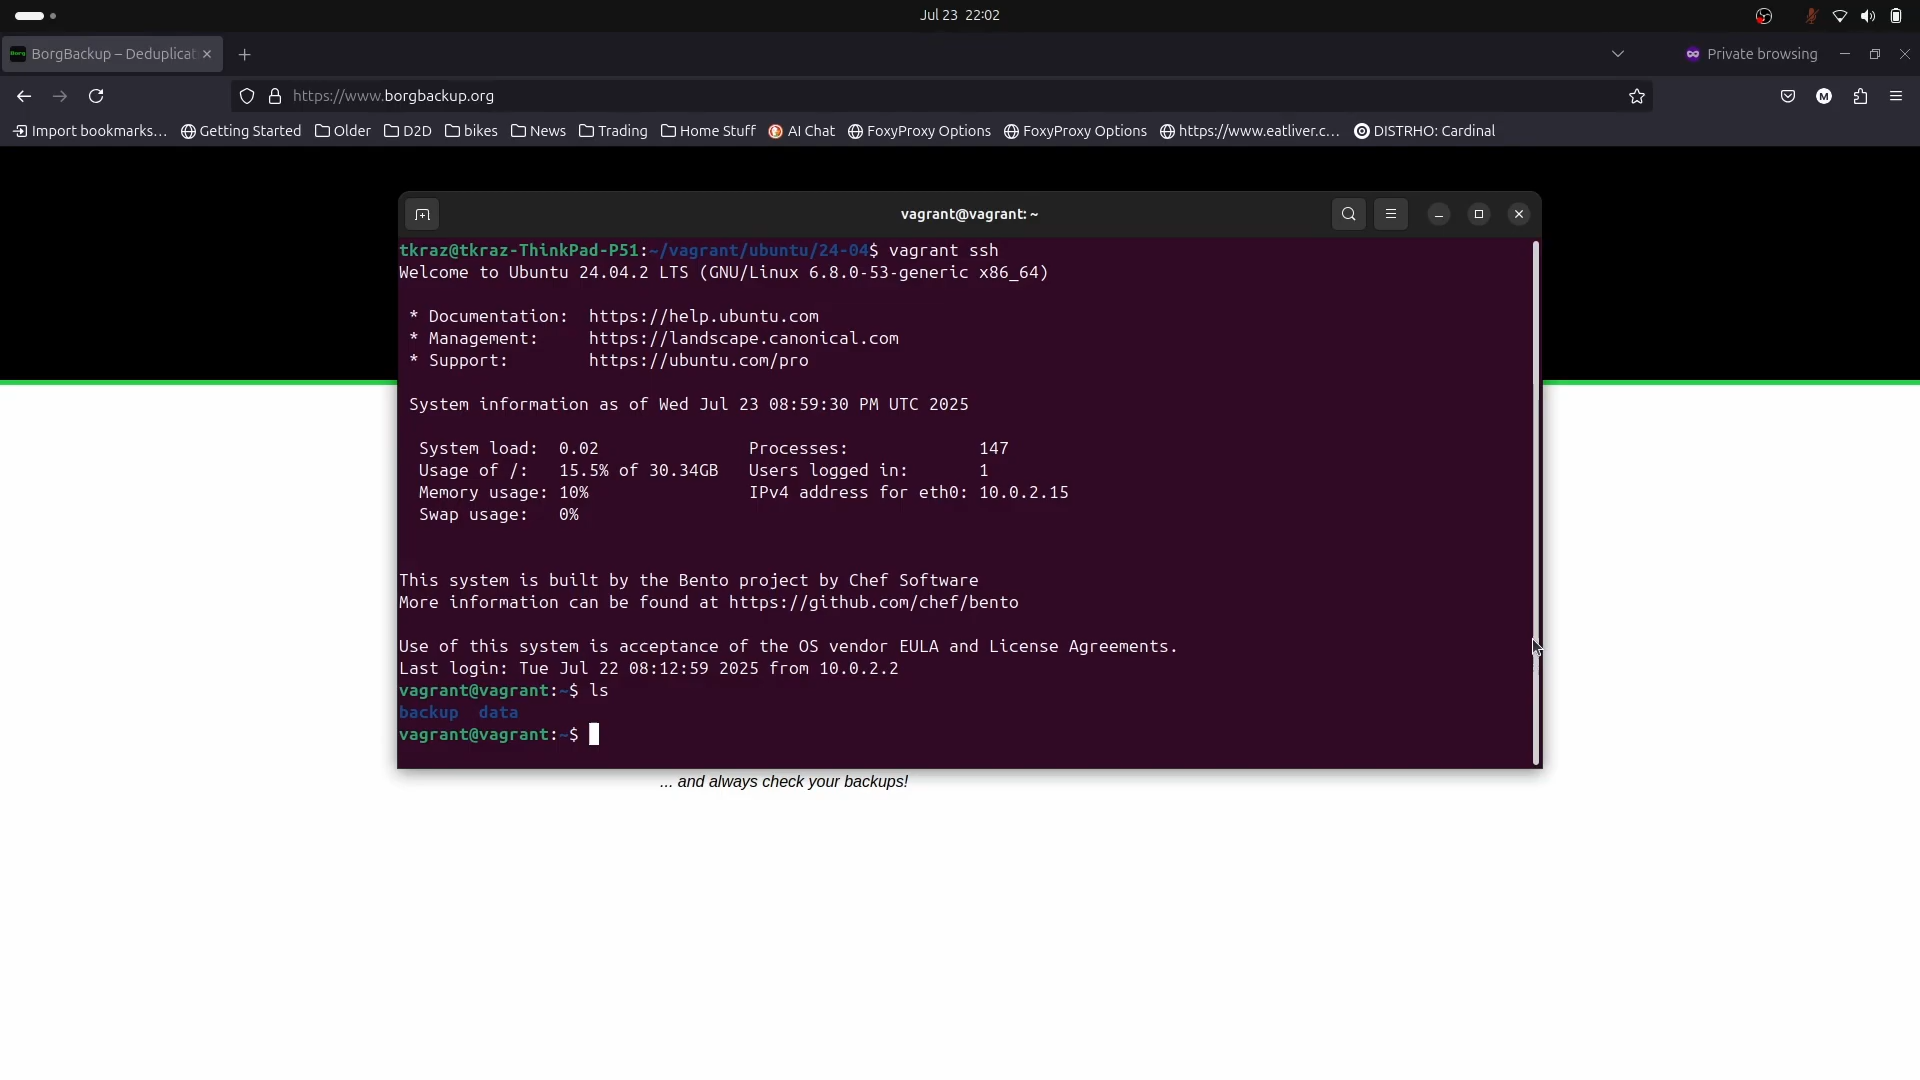 Jul 23 22:02
BorgBackup – Deduplicat
Private browsing
https://www.borgbackup.org
M
Import bookmarks… Getting Started Older D2D bikes News Trading Home Stuff AI Chat FoxyProxy Options FoxyProxy Options https://www.eatliver.c… DISTRHO: Cardinal
vagrant@vagrant: ~
tkraz@tkraz-ThinkPad-P51:~/vagrant/ubuntu/24-04$ vagrant ssh
Welcome to Ubuntu 24.04.2 LTS (GNU/Linux 6.8.0-53-generic x86_64)
* Documentation: https://help.ubuntu.com
* Management: https://landscape.canonical.com
* Support: https://ubuntu.com/pro
System information as of Wed Jul 23 08:59:30 PM UTC 2025
System load: 0.02 Processes: 147
Usage of /: 15.5% of 30.34GB Users logged in: 1
Memory usage: 10% IPv4 address for eth0: 10.0.2.15
Swap usage: 0%
This system is built by the Bento project by Chef Software
More information can be found at https://github.com/chef/bento
Use of this system is acceptance of the OS vendor EULA and License Agreements.
Last login: Tue Jul 22 08:12:59 2025 from 10.0.2.2
vagrant@vagrant:~$ ls
backup data
vagrant@vagrant:~$
... and always check your backups!